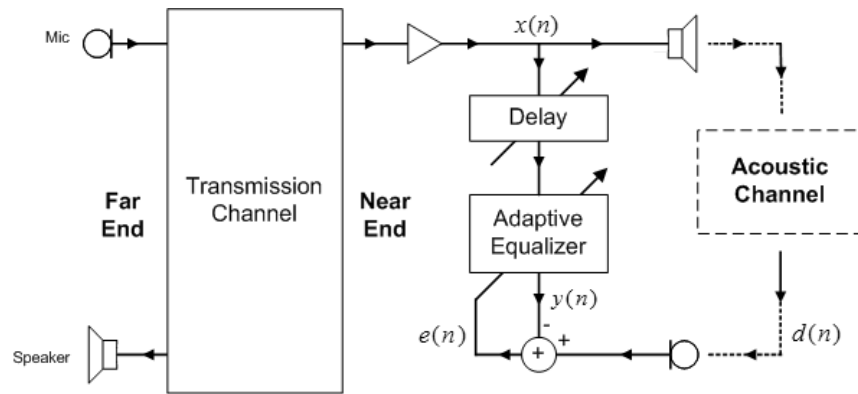 Mic
x(n)
Delay
Acoustic
Channel
Far
End
Transmission
Channel
Near
End
Adaptive
Equalizer
y(n)
-
+
e(n)
+
d(n)
Speaker